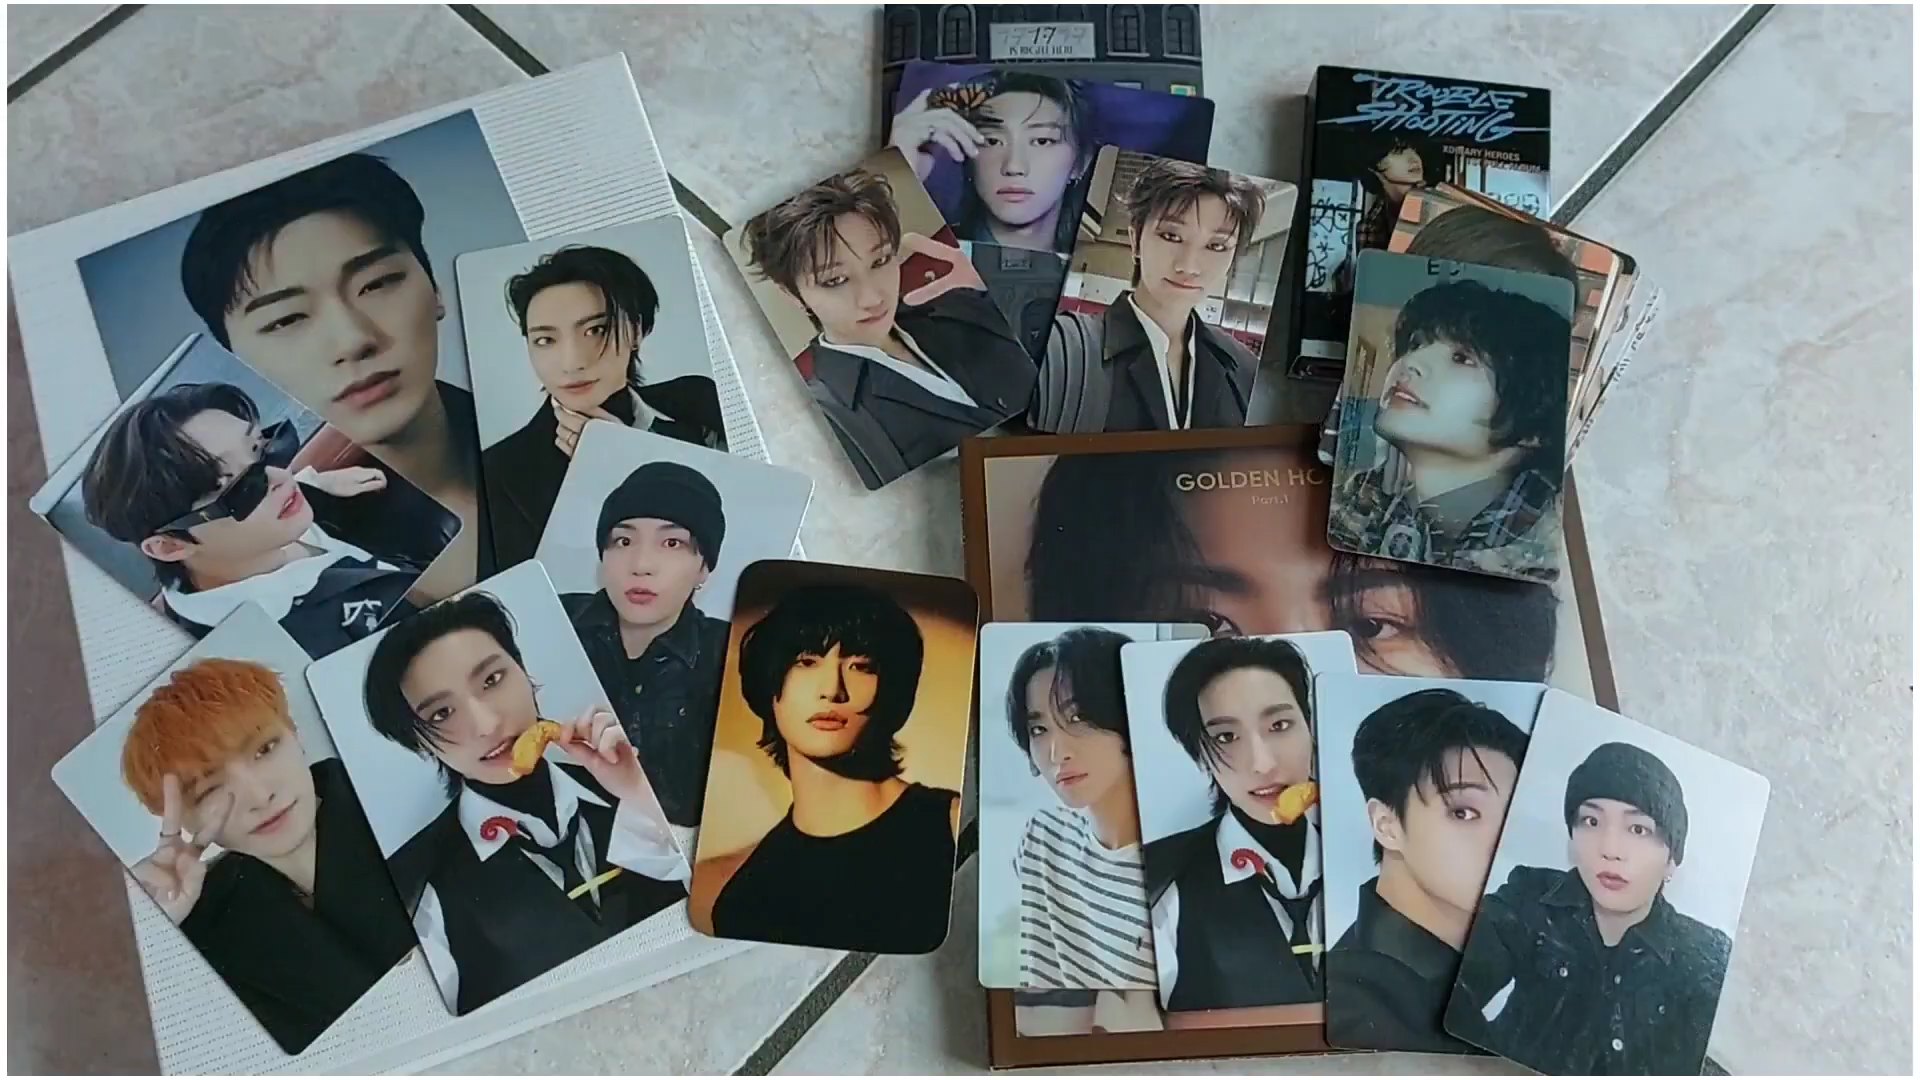 17
IS RIGHT HERE
TROUBLE
SHOOTING
XDINARY HEROES
GOLDEN HO
Part.1